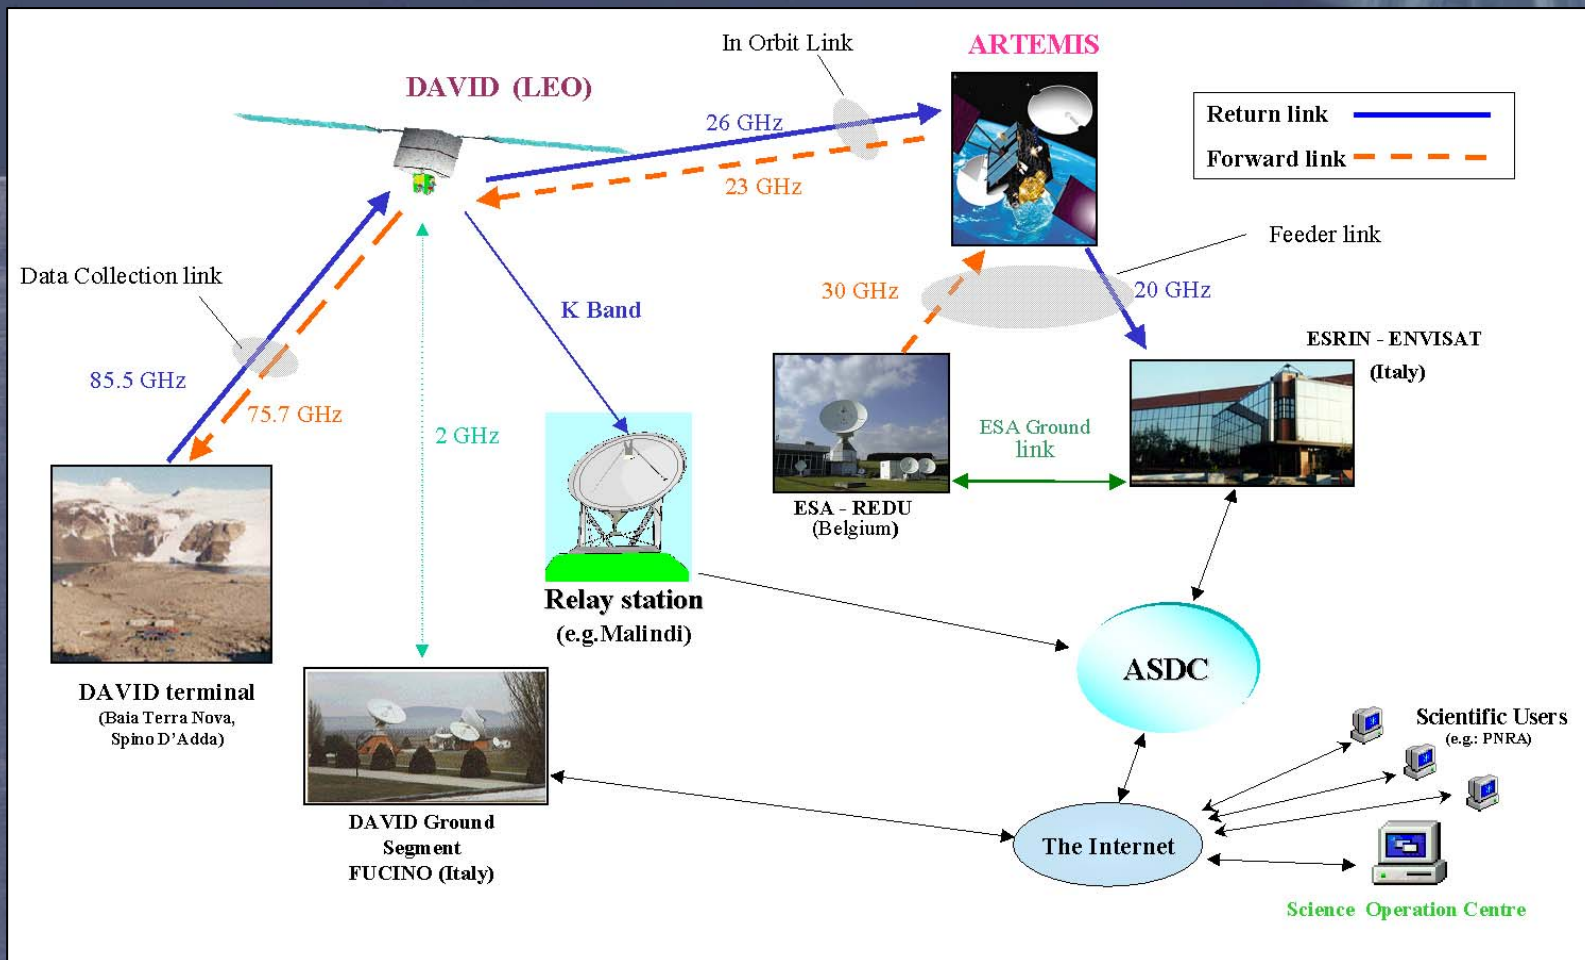 In Orbit Link
ARTEMIS
DAVID (LEO)
26 GHz
23 GHz
Return link
Forward link
Data Collection link
Feeder link
30 GHz
20 GHz
K Band
85.5 GHz
75.7 GHz
2 GHz
ESRIN - ENVISAT
(Italy)
ESA Ground
link
ESA - REDU
(Belgium)
Relay station
(e.g.Malindi)
DAVID terminal
(Baia Terra Nova,
Spino D'Adda)
ASDC
Scientific Users
(e.g.: PNRA)
DAVID Ground
Segment
FUCINO (Italy)
The Internet
Science Operation Centre